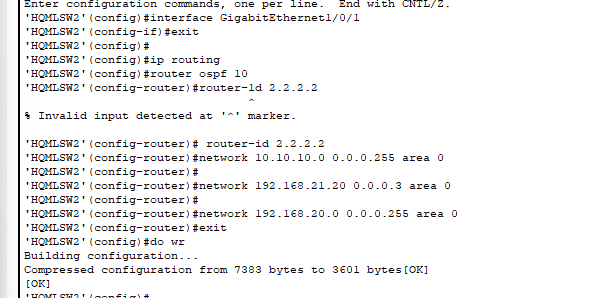 Enter configuration commands, one per line.  End with CNTL/Z.
'HQMLSW2'(config)#interface GigabitEthernet1/0/1
'HQMLSW2'(config-if)#exit
'HQMLSW2'(config)#
'HQMLSW2'(config)#ip routing
'HQMLSW2'(config)#router ospf 10
'HQMLSW2'(config-router)#router-1d 2.2.2.2
^
% Invalid input detected at '^' marker.
'HQMLSW2'(config-router)# router-id 2.2.2.2
'HQMLSW2'(config-router)#network 10.10.10.0 0.0.0.255 area 0
'HQMLSW2'(config-router)#
'HQMLSW2'(config-router)#network 192.168.21.20 0.0.0.3 area 0
'HQMLSW2'(config-router)#
'HQMLSW2'(config-router)#network 192.168.20.0 0.0.0.255 area 0
'HQMLSW2'(config-router)#exit
'HQMLSW2'(config)#do wr
Building configuration...
Compressed configuration from 7383 bytes to 3601 bytes[OK]
[OK]
'HQMLSW2'(config)#